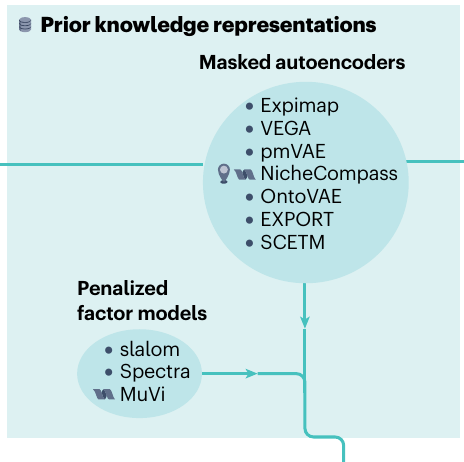 Prior knowledge representations
Masked autoencoders
Expimap
VEGA
pmVAE
NicheCompass
OntoVAE
EXPORT
SCETM
Penalized
factor models
slalom
Spectra
MuVi